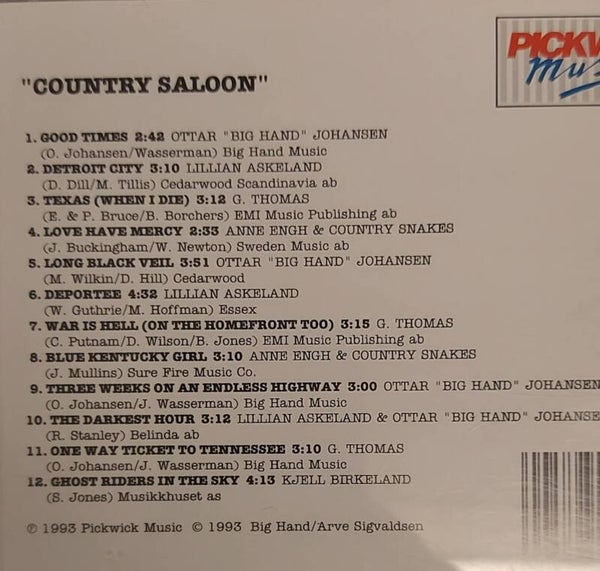 PICKW
Mus
"COUNTRY SALOON"
1. GOOD TIMES 2:42 OTTAR "BIG HAND" JOHANSEN
(O. Johansen/Wasserman) Big Hand Music
2. DETROIT CITY 3:10 LILLIAN ASKELAND
(D. Dill/M. Tillis) Cedarwood Scandinavia ab
3. TEXAS (WHEN I DIE) 3:12 G. THOMAS
(E. & P. Bruce/B. Borchers) EMI Music Publishing ab
4. LOVE HAVE MERCY 2:33 ANNE ENGH & COUNTRY SNAKES
(J. Buckingham/W. Newton) Sweden Music ab
5. LONG BLACK VEIL 3:51 OTTAR "BIG HAND" JOHANSEN
(M. Wilkin/D. Hill) Cedarwood
6. DEPORTEE 4:32 LILLIAN ASKELAND
(W. Guthrie/M. Hoffman) Essex
7. WAR IS HELL (ON THE HOMEFRONT TOO) 3:15 G. THOMAS
(C. Putnam/D. Wilson/B. Jones) EMI Music Publishing ab
8. BLUE KENTUCKY GIRL 3:10 ANNE ENGH & COUNTRY SNAKES
(J. Mullins) Sure Fire Music Co.
9. THREE WEEKS ON AN ENDLESS HIGHWAY 3:00 OTTAR "BIG HAND" JOHANSEN
(O. Johansen/J. Wasserman) Big Hand Music
10. THE DARKEST HOUR 3:12 LILLIAN ASKELAND & OTTAR "BIG HAND" JOHANSE
(R. Stanley) Belinda ab
11. ONE WAY TICKET TO TENNESSEE 3:10 G. THOMAS
(O. Johansen/J. Wasserman) Big Hand Music
12. GHOST RIDERS IN THE SKY 4:13 KJELL BIRKELAND
(S. Jones) Musikkhuset as
℗ 1993 Pickwick Music © 1993 Big Hand/Arve Sigvaldsen